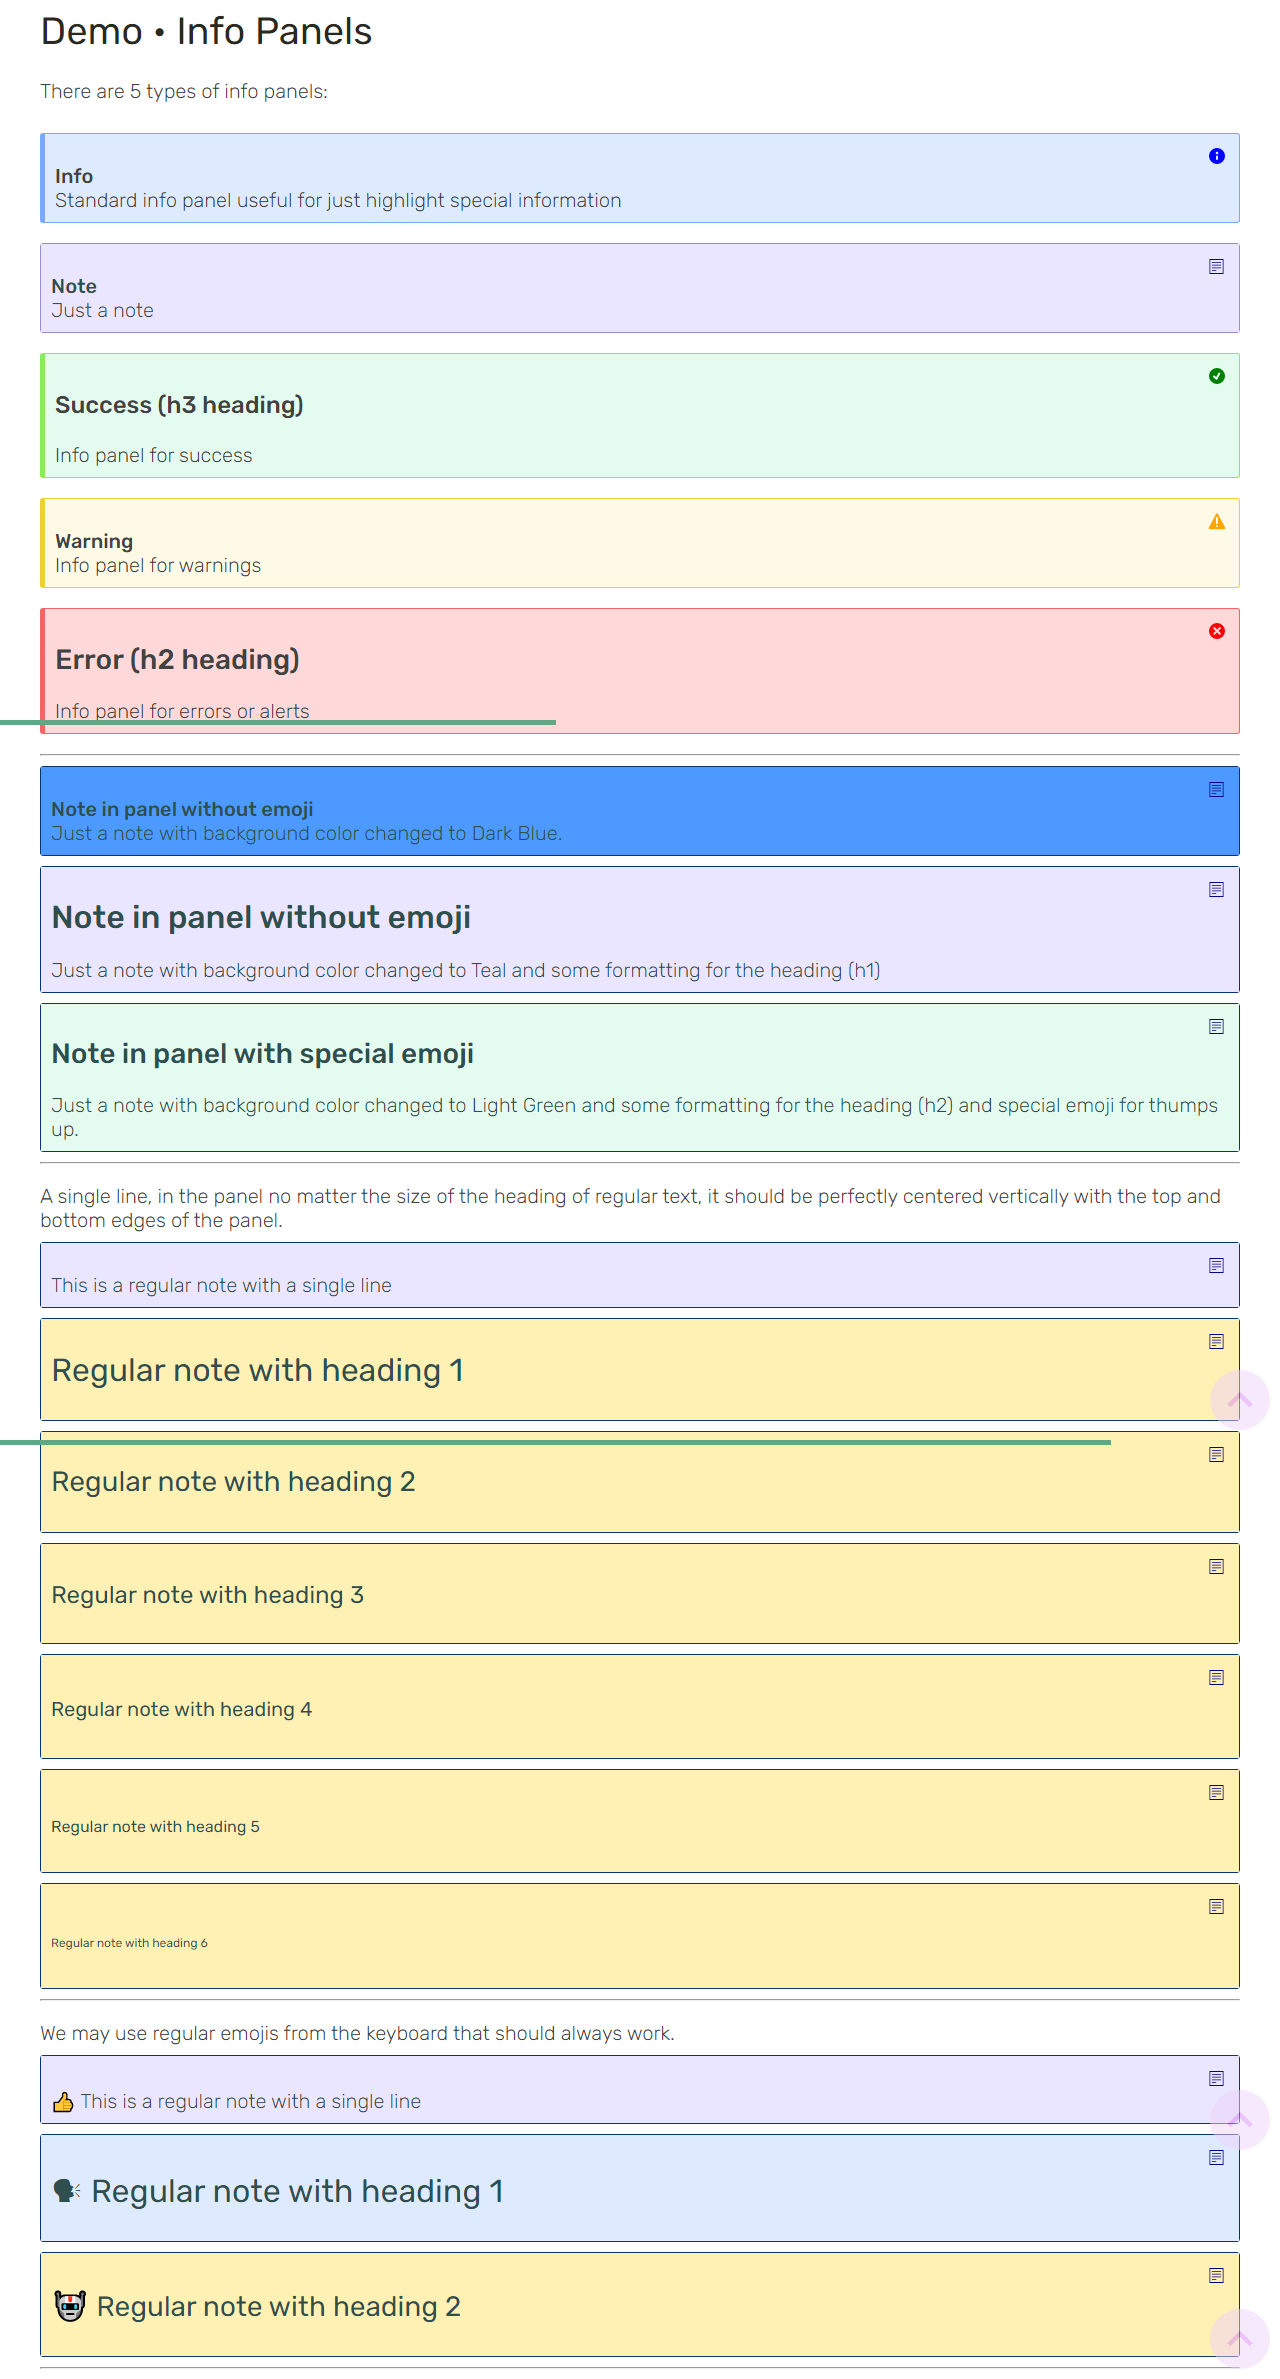 Demo • Info Panels
There are 5 types of info panels:
Info
Standard info panel useful for just highlight special information
Note
Just a note
Success (h3 heading)
Info panel for success
Warning
Info panel for warnings
Error (h2 heading)
Info panel for errors or alerts
Note in panel without emoji
Just a note with background color changed to Dark Blue.
Note in panel without emoji
Just a note with background color changed to Teal and some formatting for the heading (h1)
Note in panel with special emoji
Just a note with background color changed to Light Green and some formatting for the heading (h2) and special emoji for thumps
up.
A single line, in the panel no matter the size of the heading of regular text, it should be perfectly centered vertically with the top and
bottom edges of the panel.
This is a regular note with a single line
Regular note with heading 1
Regular note with heading 2
Regular note with heading 3
Regular note with heading 4
Regular note with heading 5
Regular note with heading 6
We may use regular emojis from the keyboard that should always work.
👍 This is a regular note with a single line
🗣 Regular note with heading 1
🤖 Regular note with heading 2